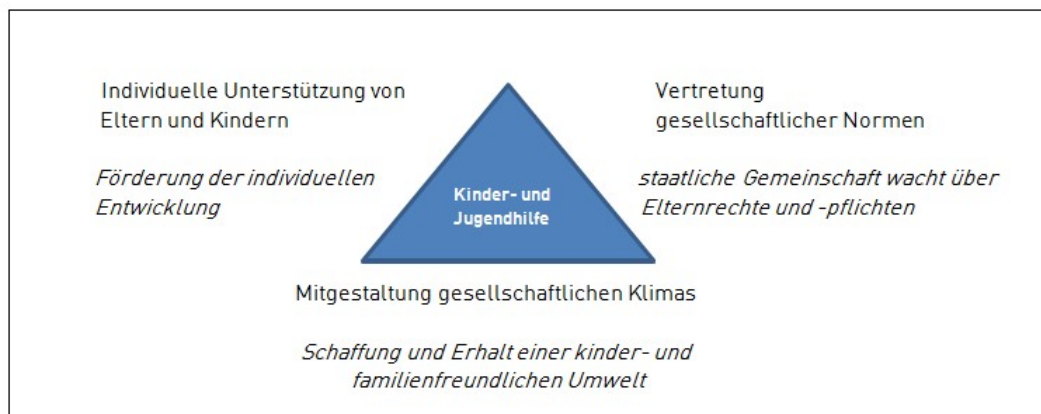 Individuelle Unterstützung von
Eltern und Kindern
Förderung der individuellen
Entwicklung
Kinder- und
Jugendhilfe
Vertretung
gesellschaftlicher Normen
staatliche Gemeinschaft wacht über
Elternrechte und -pflichten
Mitgestaltung gesellschaftlichen Klimas
Schaffung und Erhalt einer kinder- und
familienfreundlichen Umwelt